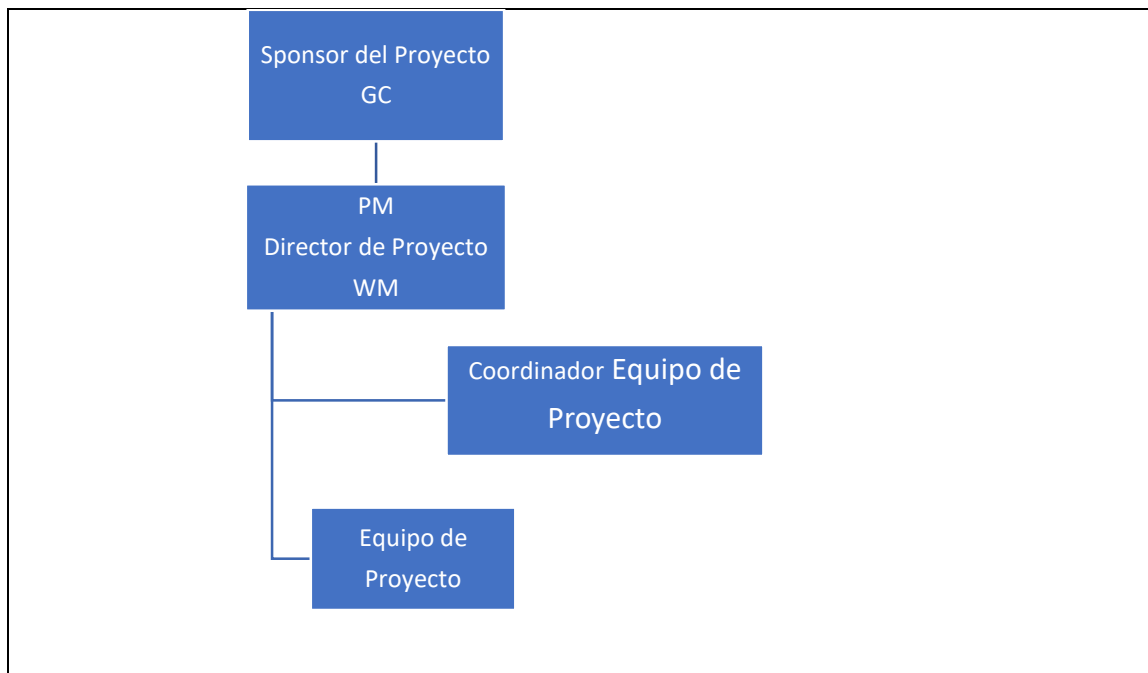 Sponsor del Proyecto
GC
PM
Director de Proyecto
WM
Coordinador Equipo de
Proyecto
Equipo de
Proyecto